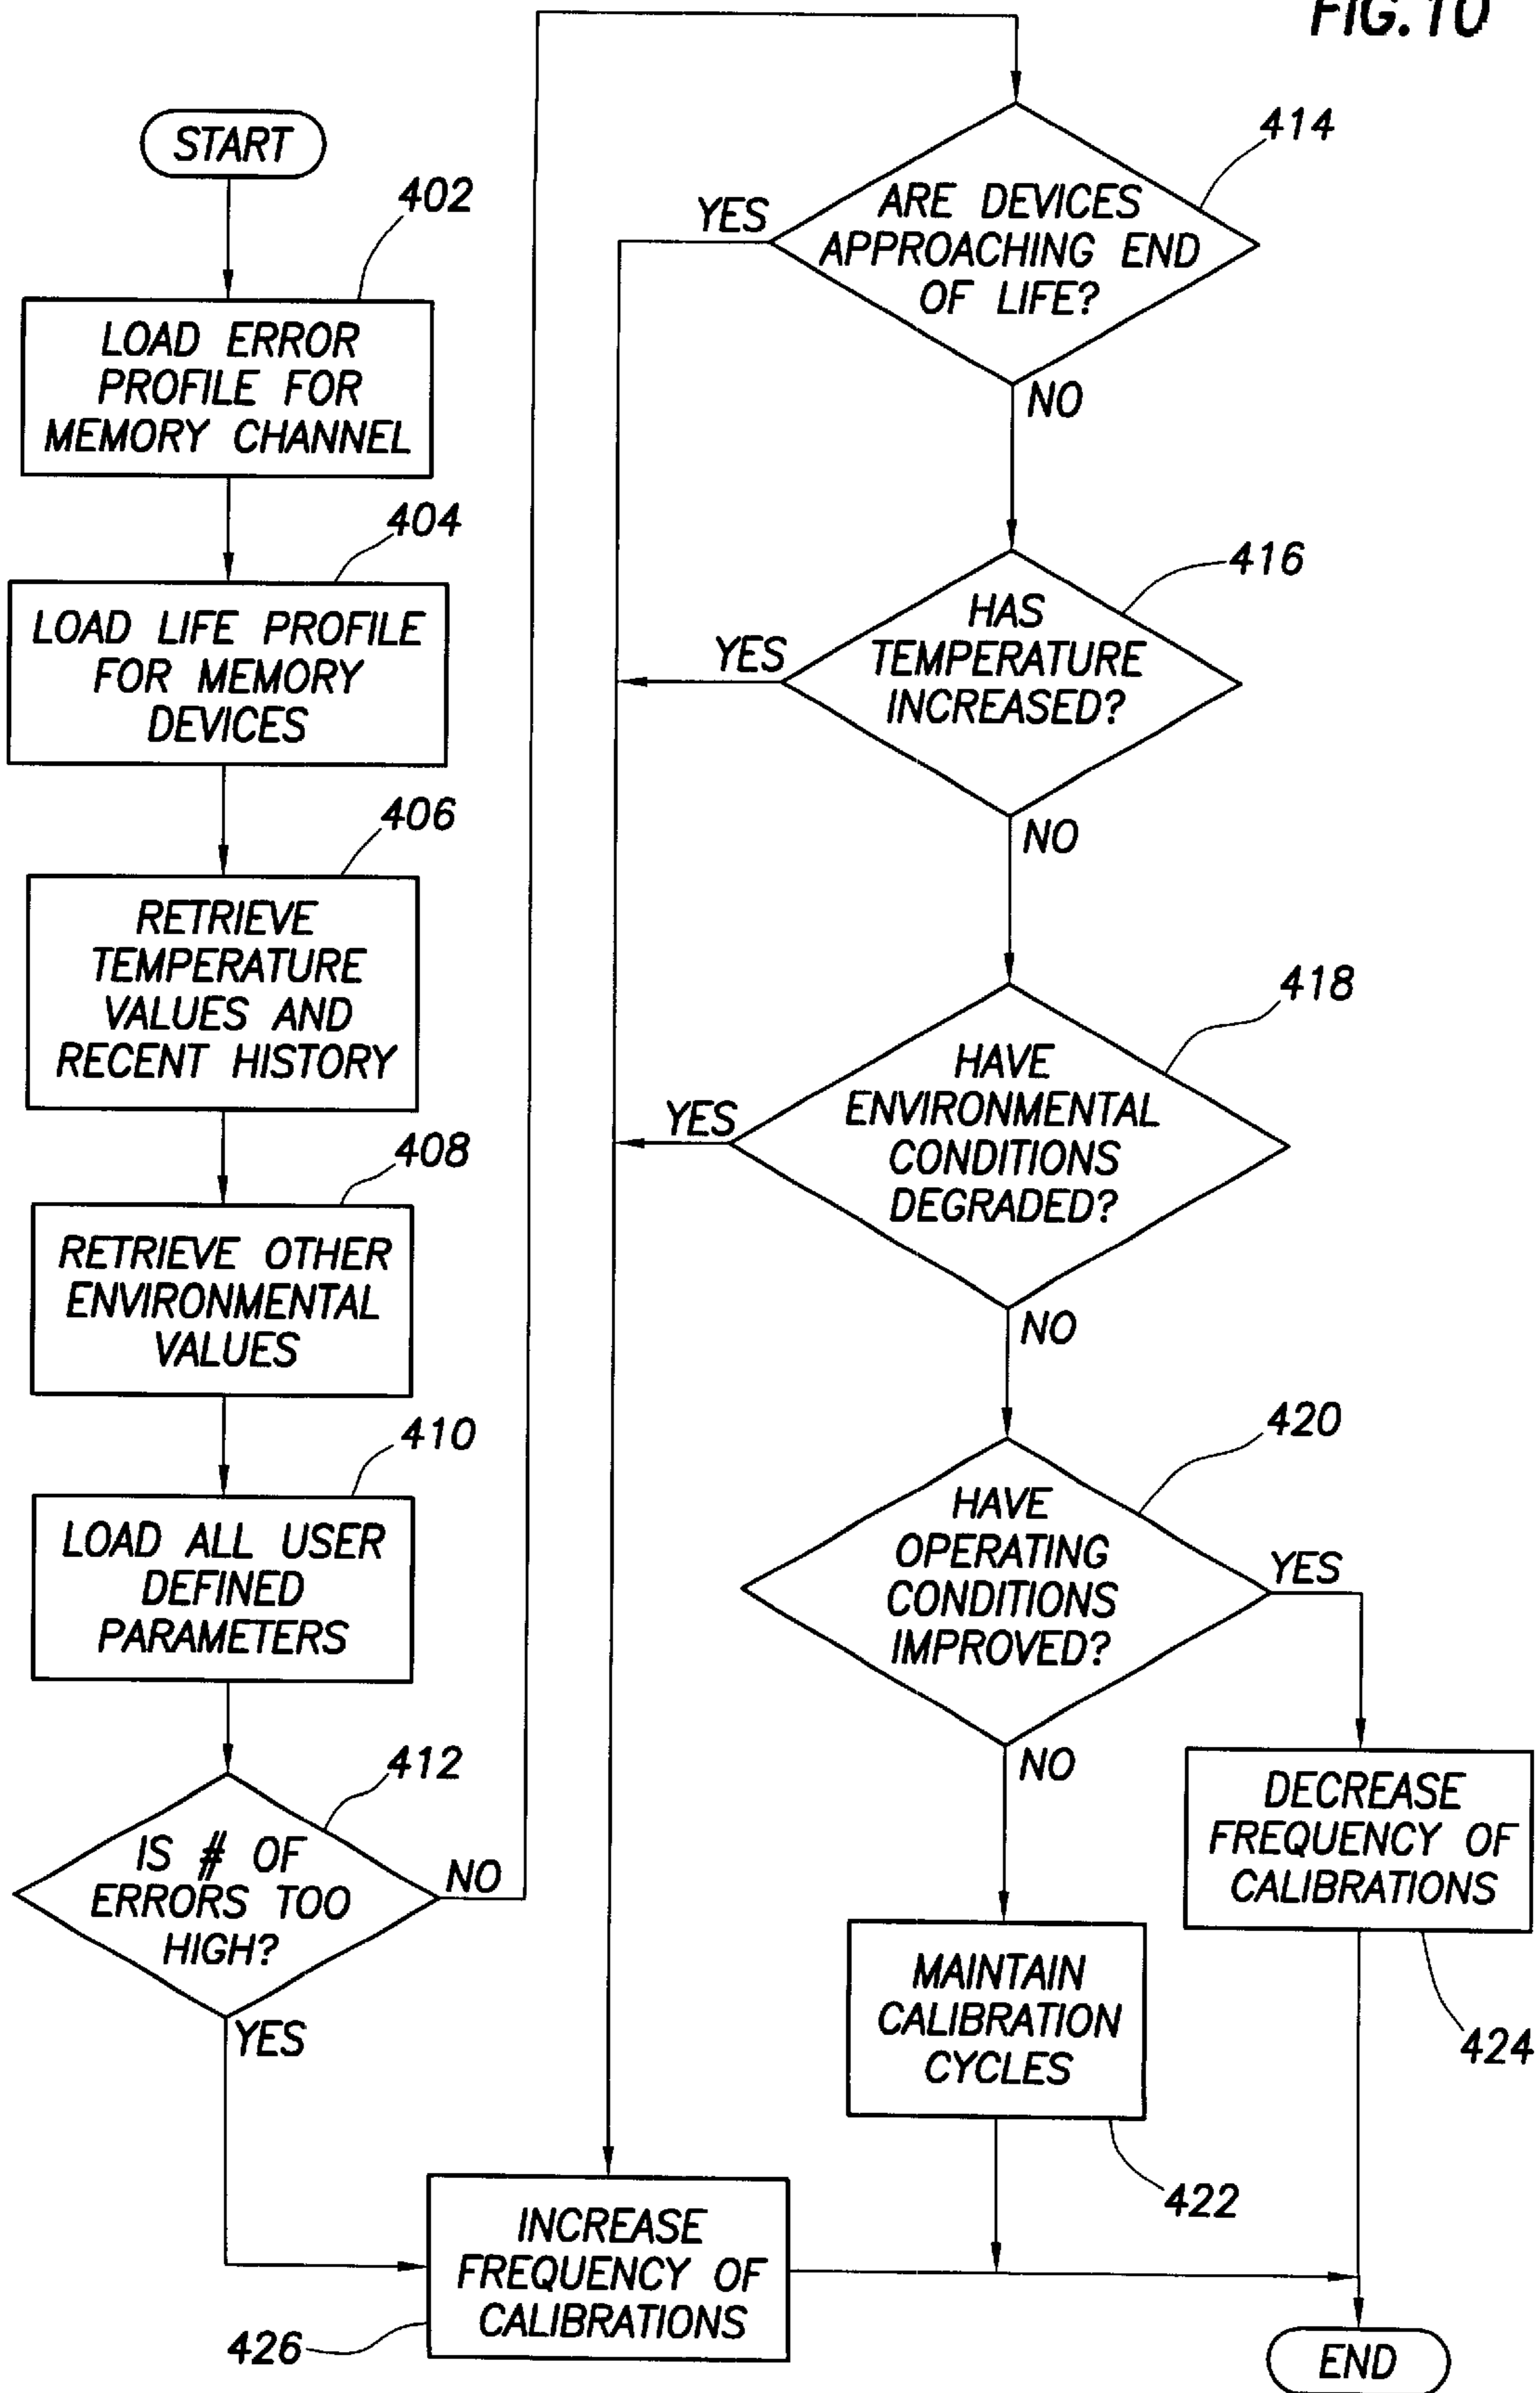 FIG. 10
START
402
LOAD ERROR
PROFILE FOR
MEMORY CHANNEL
404
LOAD LIFE PROFILE
FOR MEMORY
DEVICES
406
RETRIEVE
TEMPERATURE
VALUES AND
RECENT HISTORY
408
RETRIEVE OTHER
ENVIRONMENTAL
VALUES
410
LOAD ALL USER
DEFINED
PARAMETERS
412
IS # OF
ERRORS TOO
HIGH?
NO
YES
414
ARE DEVICES
APPROACHING END
OF LIFE?
YES
NO
416
HAS
TEMPERATURE
INCREASED?
YES
NO
418
HAVE
ENVIRONMENTAL
CONDITIONS
DEGRADED?
YES
NO
420
HAVE
OPERATING
CONDITIONS
IMPROVED?
YES
NO
DECREASE
FREQUENCY OF
CALIBRATIONS
424
MAINTAIN
CALIBRATION
CYCLES
422
INCREASE
FREQUENCY OF
CALIBRATIONS
426
END